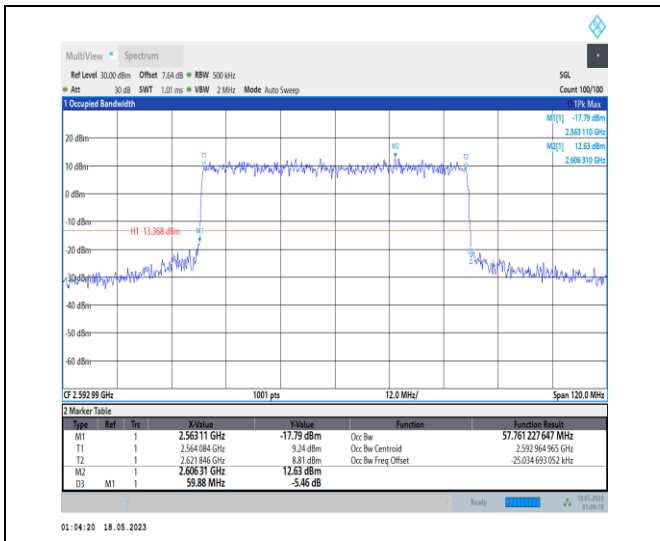 MultiView Spectrum
Ref Level 30.00 dBm Offset 7.64 dB RBW 500 kHz SGL
Att 30 dB SWT 1.01 ms VBW 2 MHz Mode Auto Sweep Count 100/100
1 Occupied Bandwidth 1Pk Max
M1[1] -17.79 dBm
2.563 110 GHz
M2[1] 12.63 dBm
2.606 310 GHz
20 dBm
T1 M2 T2
10 dBm
0 dBm
-10 dBm
H1 -13.368 dBm M1
-20 dBm
-30 dBm
-40 dBm
-50 dBm
-60 dBm
CF 2.592 99 GHz 1001 pts 12.0 MHz/ Span 120.0 MHz
2 Marker Table
Type Ref Trc X-Value Y-Value Function Function Result
M1 1 2.563 11 GHz -17.79 dBm Occ Bw 57.761 227 647 MHz
T1 1 2.564 084 GHz 9.24 dBm Occ Bw Centroid 2.592 964 965 GHz
T2 1 2.621 846 GHz 8.81 dBm Occ Bw Freq Offset -25.034 693 052 kHz
M2 1 2.606 31 GHz 12.63 dBm
D3 M1 1 59.88 MHz -5.46 dB
Ready 18.05.2023
01:04:20 18.05.2023